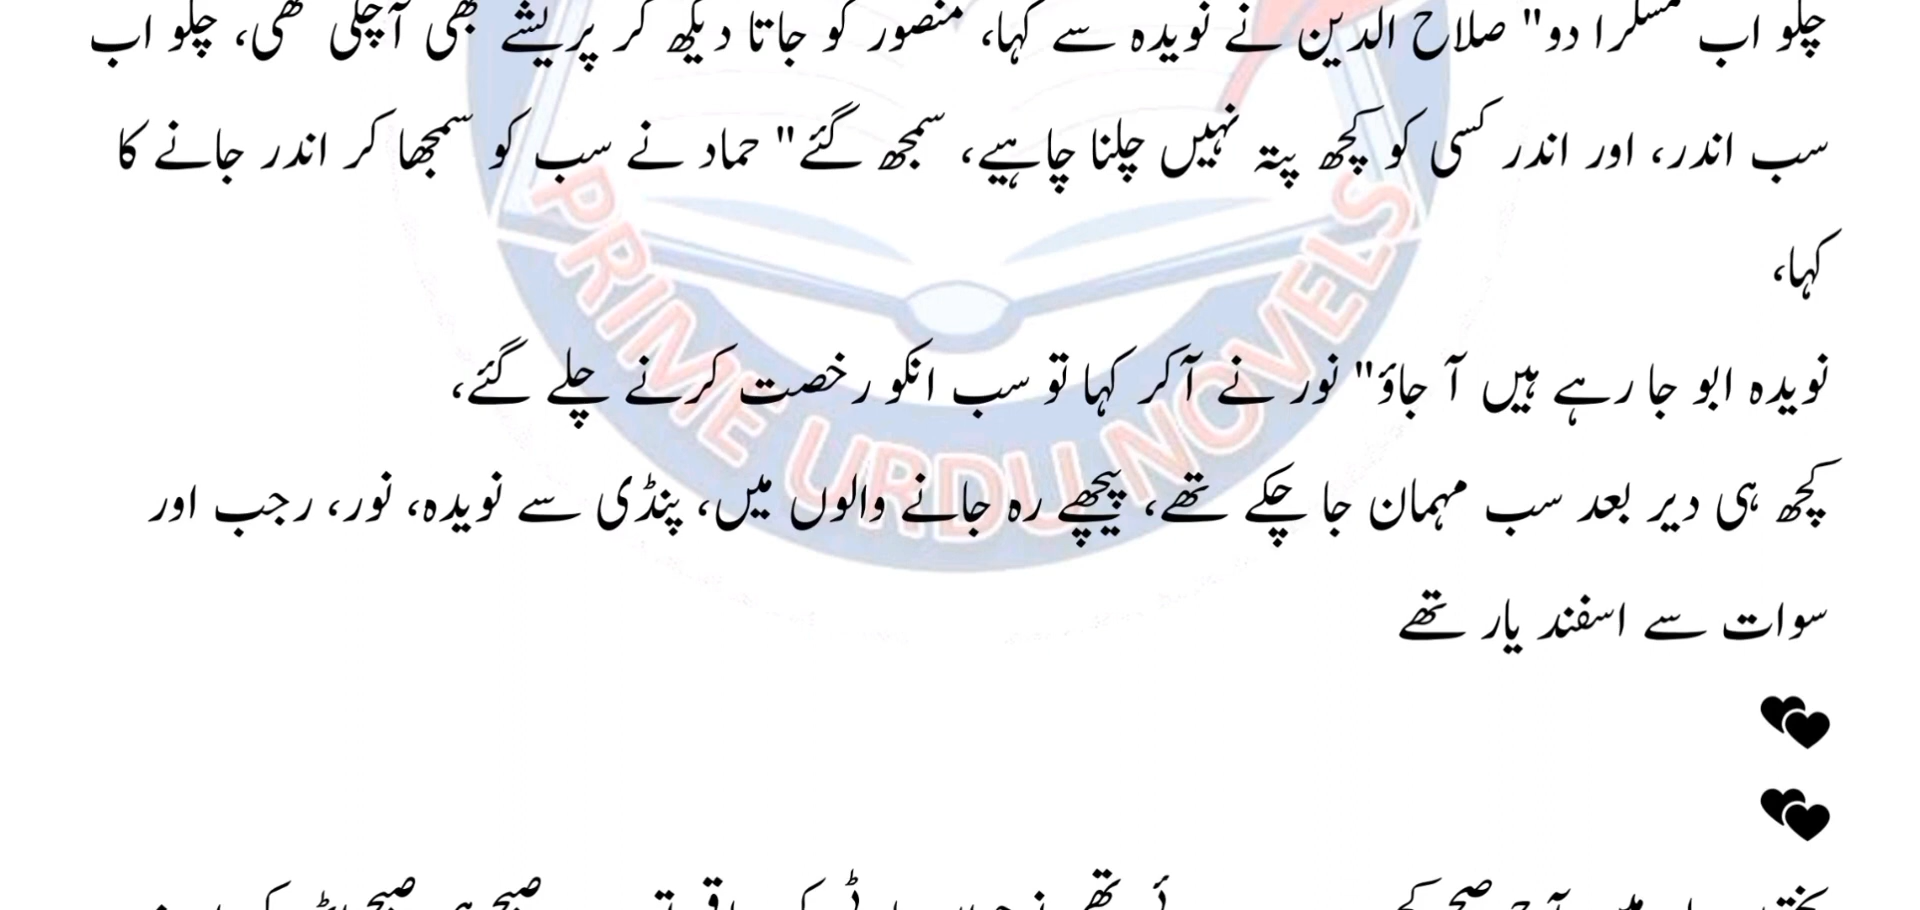 چلو اب مسکرا دو" صلاح الدین نے نویدہ سے کہا، منصور کو جاتا دیکھ کر پریشے بھی آچکی تھی، چلو اب
سب اندر، اور اندر کسی کو کچھ پتہ نہیں چلنا چاہیے، سمجھ گئے" حماد نے سب کو سمجھا کر اندر جانے کا
کہا،
نویدہ ابو جا رہے ہیں آ جاؤ" نور نے آکر کہا تو سب انکو رخصت کرنے چلے گئے،
کچھ ہی دیر بعد سب مہمان جا چکے تھے، پیچھے رہ جانے والوں میں، پنڈی سے نویدہ، نور، رجب اور
سوات سے اسفند یار تھے
PRIME URDU NOVELS